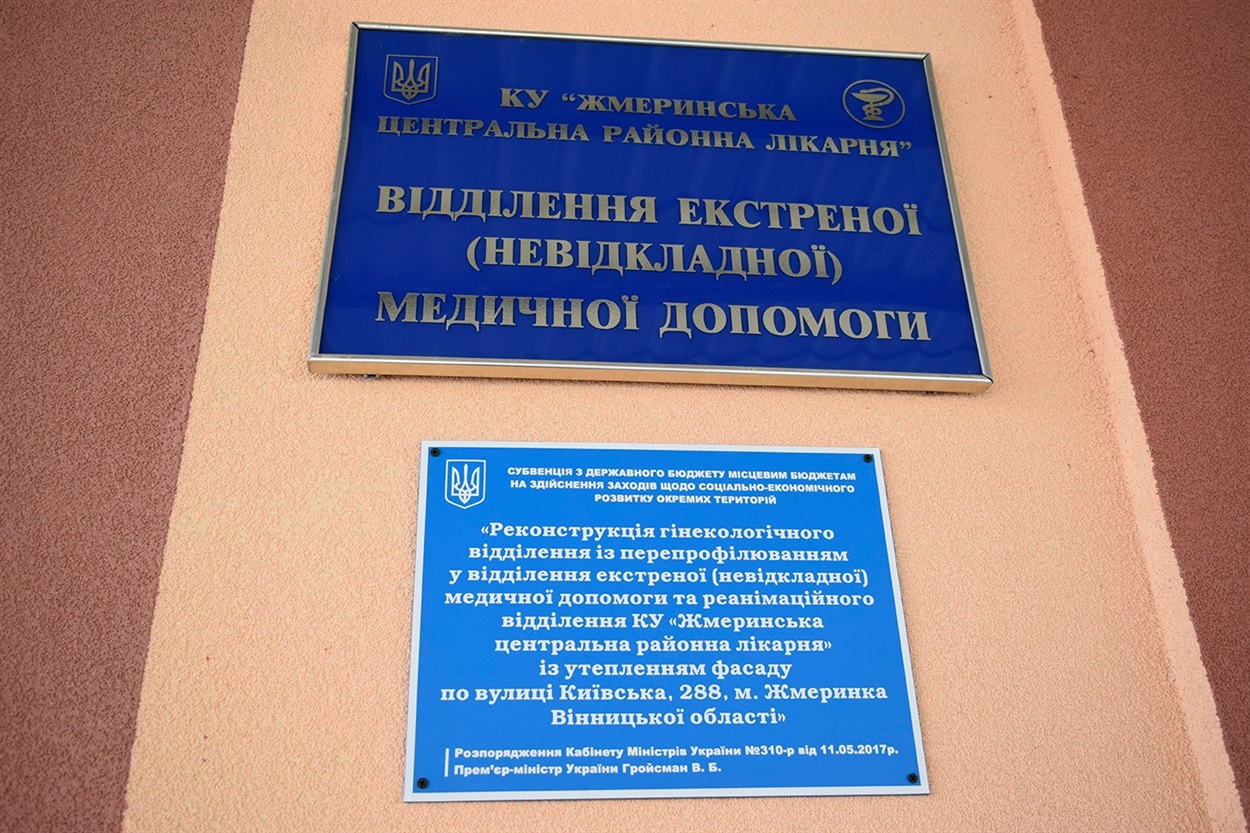 КУ “ЖМЕРИНСЬКА
ЦЕНТРАЛЬНА РАЙОННА ЛІКАРНЯ”
ВІДДІЛЕННЯ ЕКСТРЕНОЇ
(НЕВІДКЛАДНОЇ)
МЕДИЧНОЇ ДОПОМОГИ
СУБВЕНЦІЯ З ДЕРЖАВНОГО БЮДЖЕТУ МІСЦЕВИМ БЮДЖЕТАМ
НА ЗДІЙСНЕННЯ ЗАХОДІВ ЩОДО СОЦІАЛЬНО-ЕКОНОМІЧНОГО
РОЗВИТКУ ОКРЕМИХ ТЕРИТОРІЙ
«Реконструкція гінекологічного
відділення із перепрофілюванням
у відділення екстреної (невідкладної)
медичної допомоги та реанімаційного
відділення КУ «Жмеринська
центральна районна лікарня»
із утепленням фасаду
по вулиці Київська, 288, м. Жмеринка
Вінницької області»
Розпорядження Кабінету Міністрів України №310-р від 11.05.2017р.
Прем’єр-міністр України Гройсман В. Б.